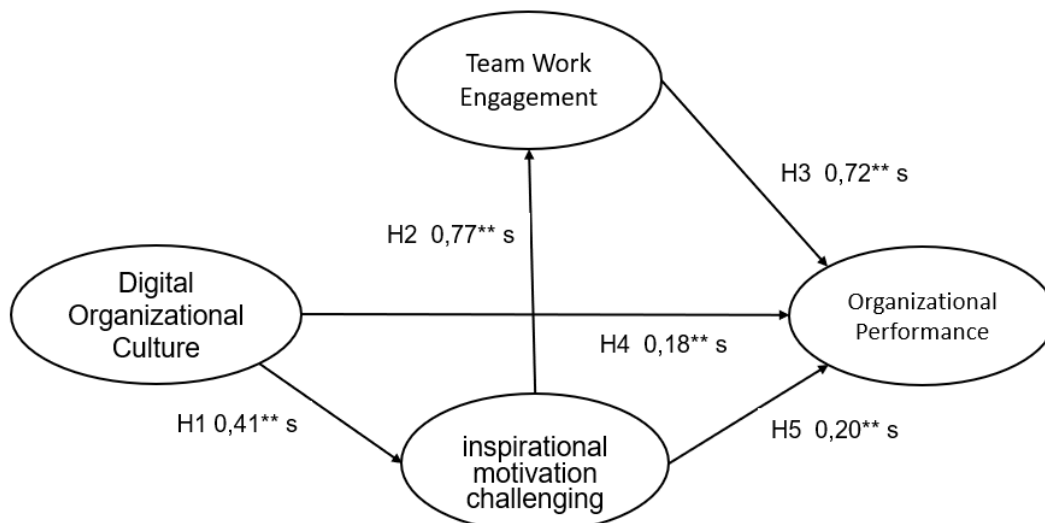 Team Work
Engagement
H3 0,72** s
H2 0,77** s
Digital
Organizational
Culture
Organizational
Performance
H4 0,18** s
H1 0,41** s
H5 0,20** s
inspirational
motivation
challenging